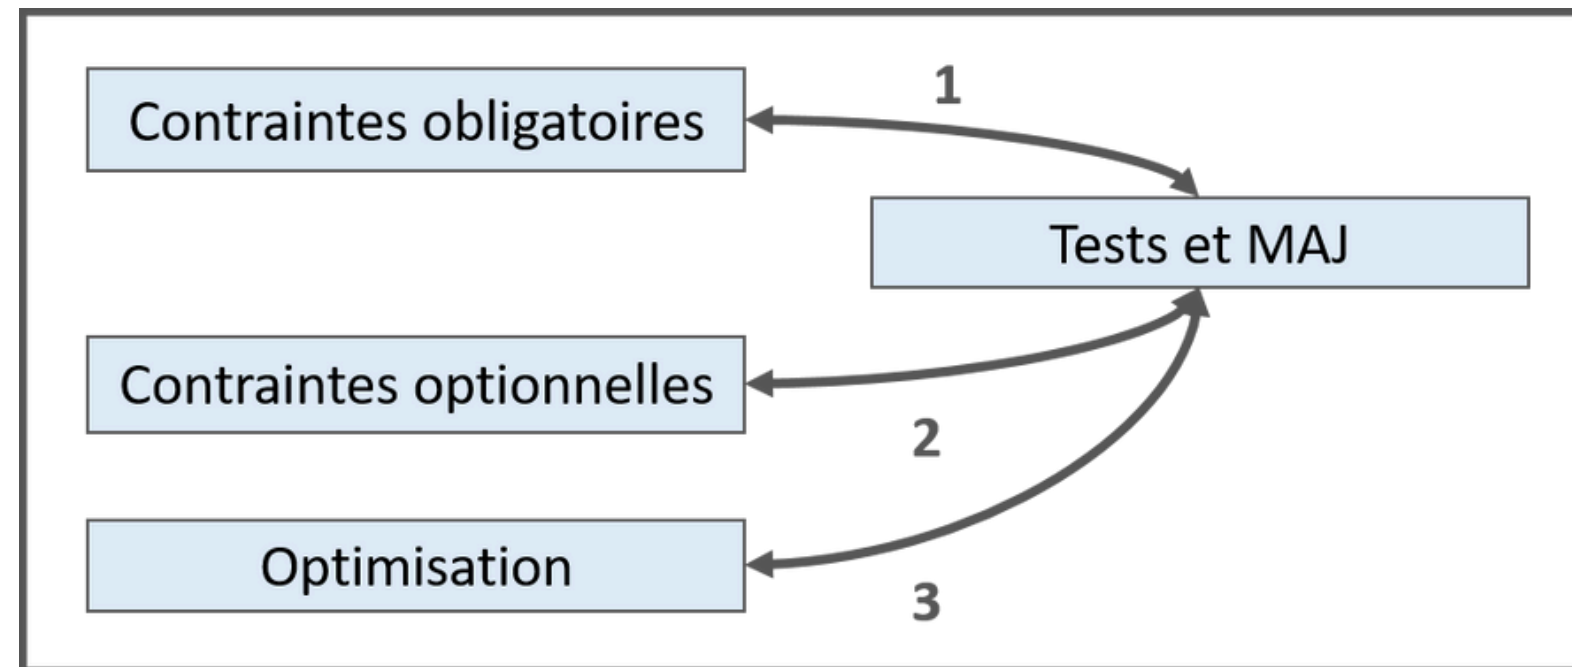 1
Contraintes obligatoires
Tests et MAJ
Contraintes optionnelles
2
Optimisation
3